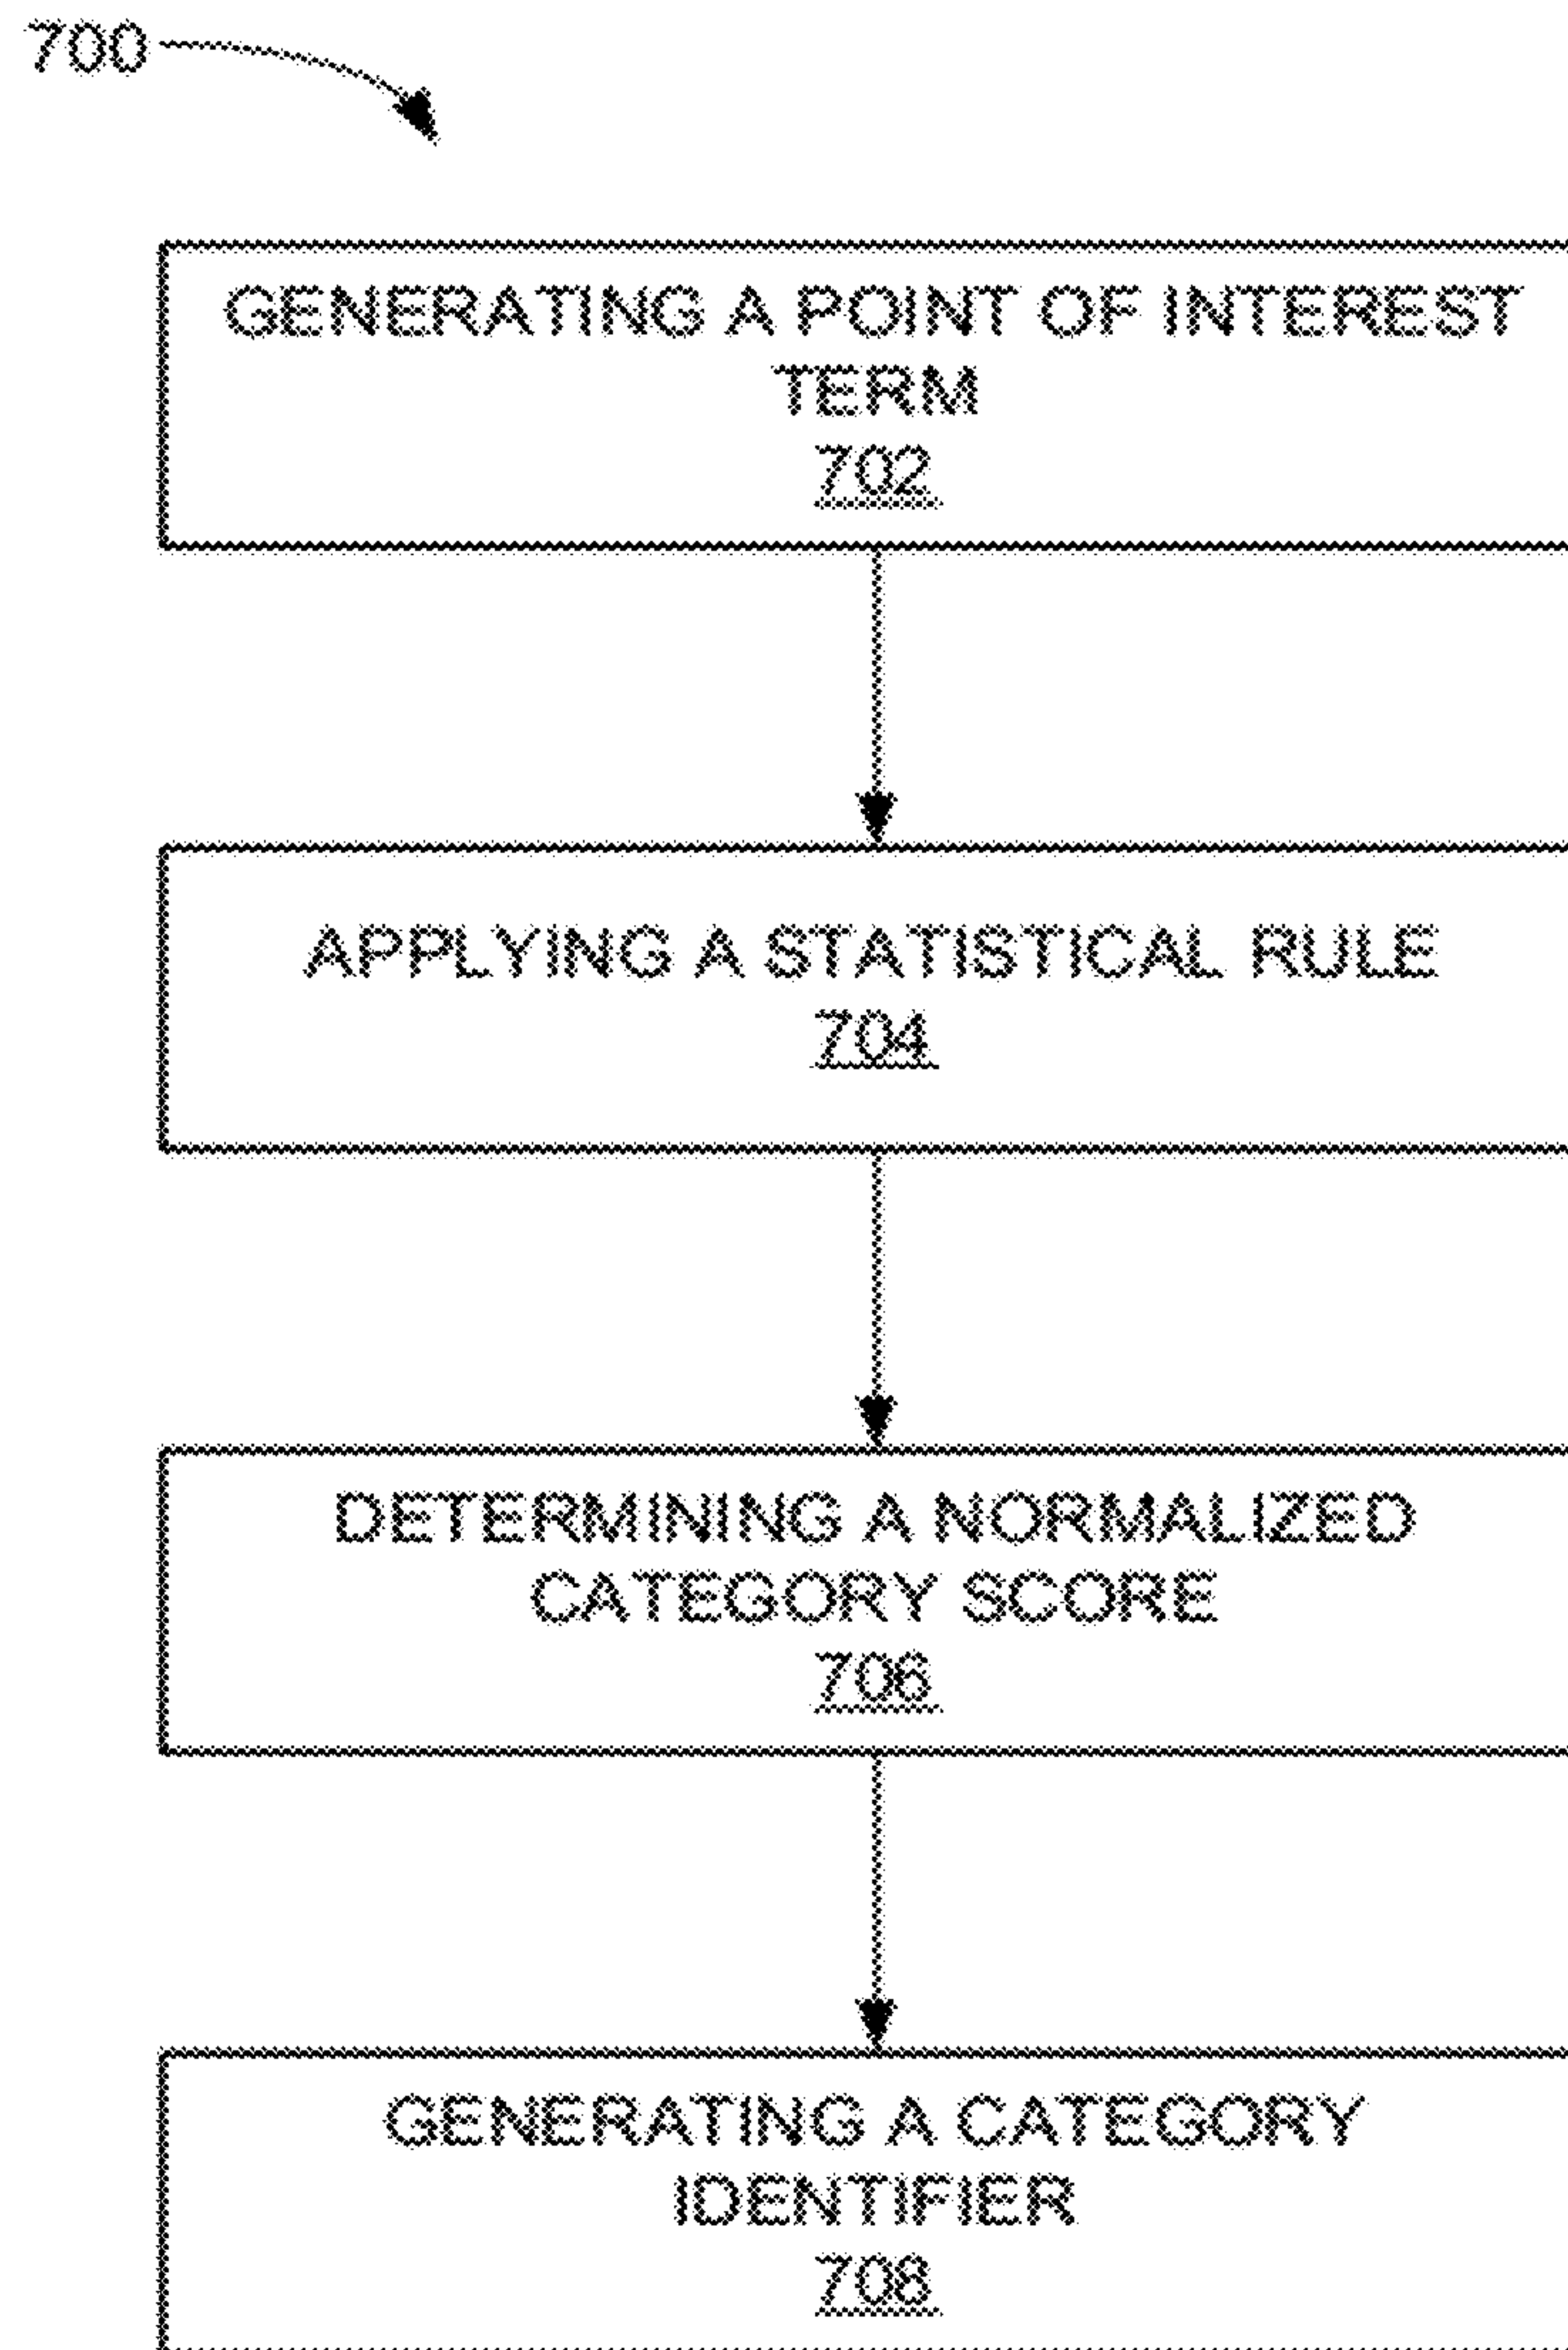 700
GENERATING A POINT OF INTEREST
TERM
702
APPLYING A STATISTICAL RULE
704
DETERMINING A NORMALIZED
CATEGORY SCORE
706
GENERATING A CATEGORY
IDENTIFIER
708